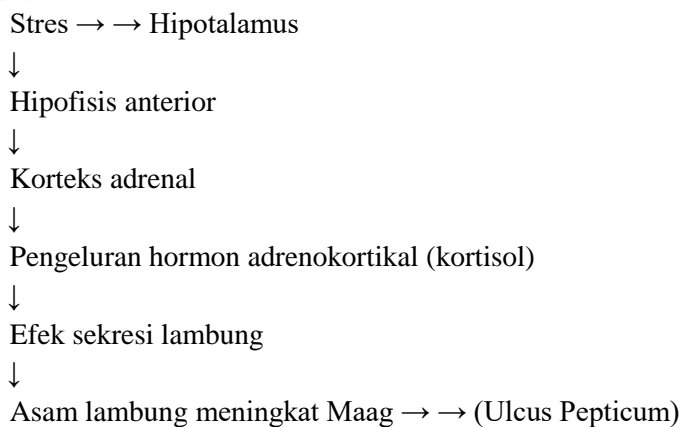 Stres → → Hipotalamus
↓
Hipofisis anterior
↓
Korteks adrenal
↓
Pengeluran hormon adrenokortikal (kortisol)
↓
Efek sekresi lambung
↓
Asam lambung meningkat Maag → → (Ulcus Pepticum)